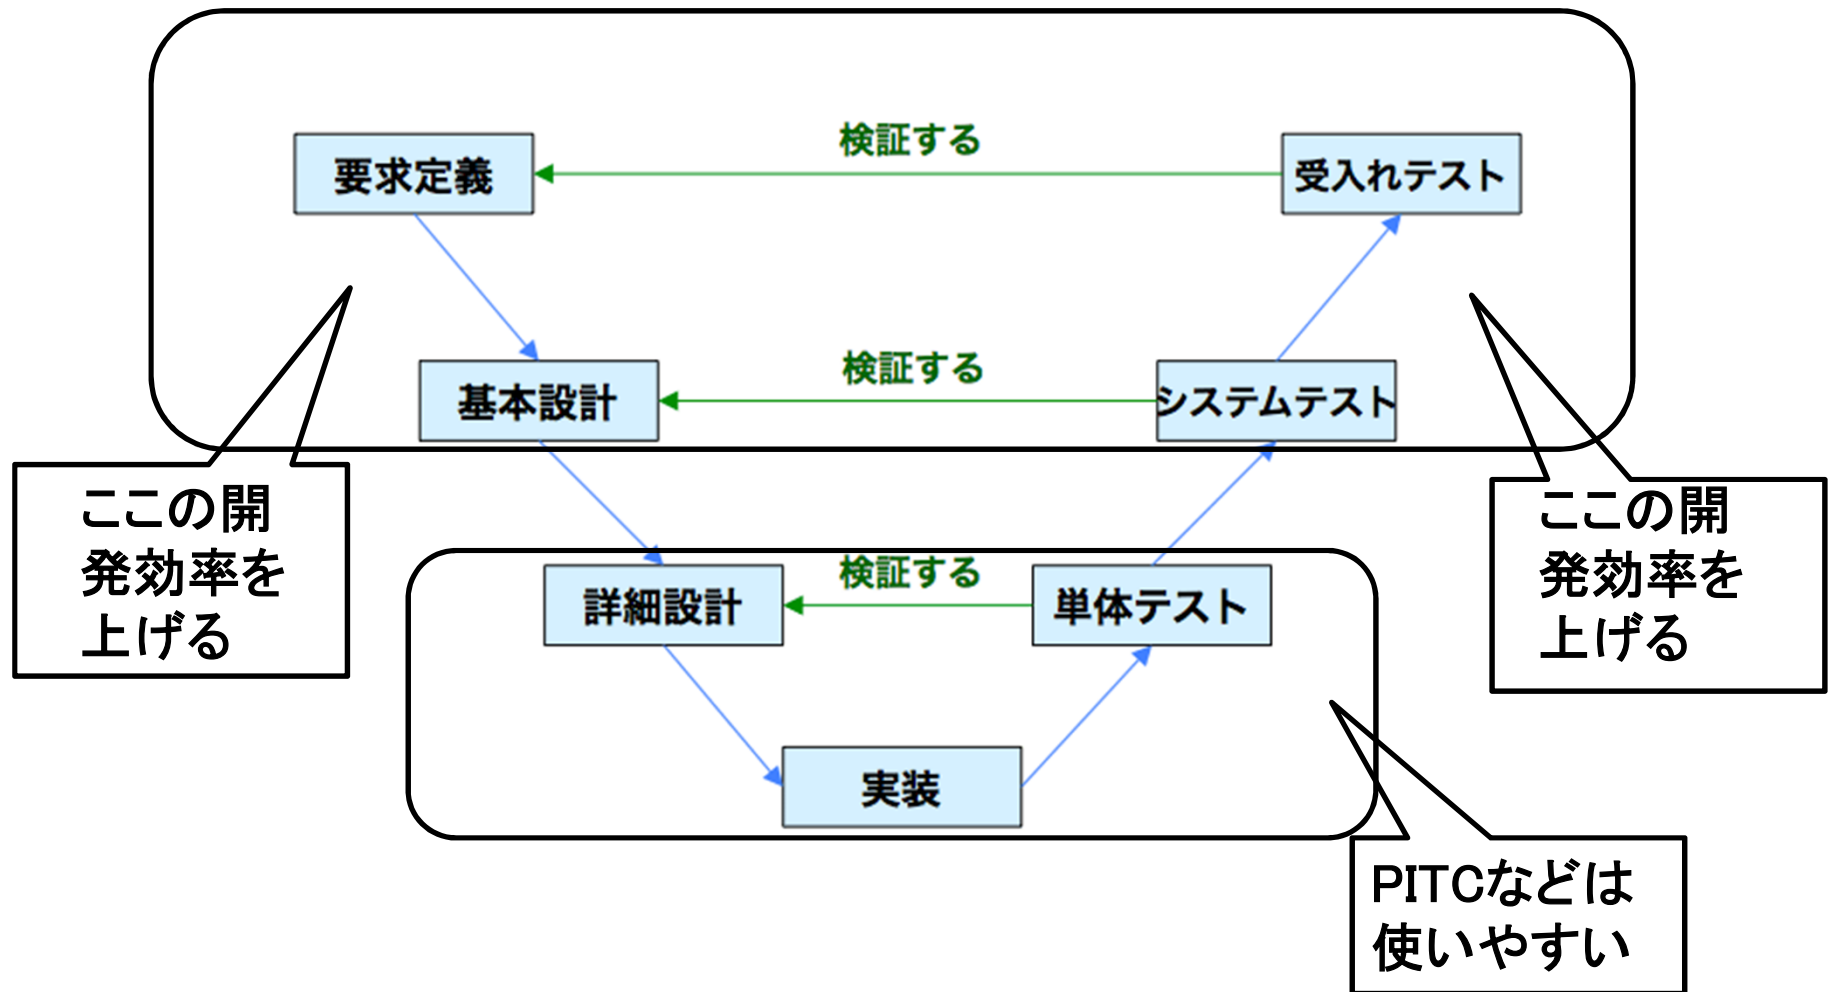 検証する
要求定義
受入れテスト
検証する
基本設計
システムテスト
ここの開
発効率を
上げる
ここの開
発効率を
上げる
検証する
詳細設計
単体テスト
実装
PITCなどは
使いやすい